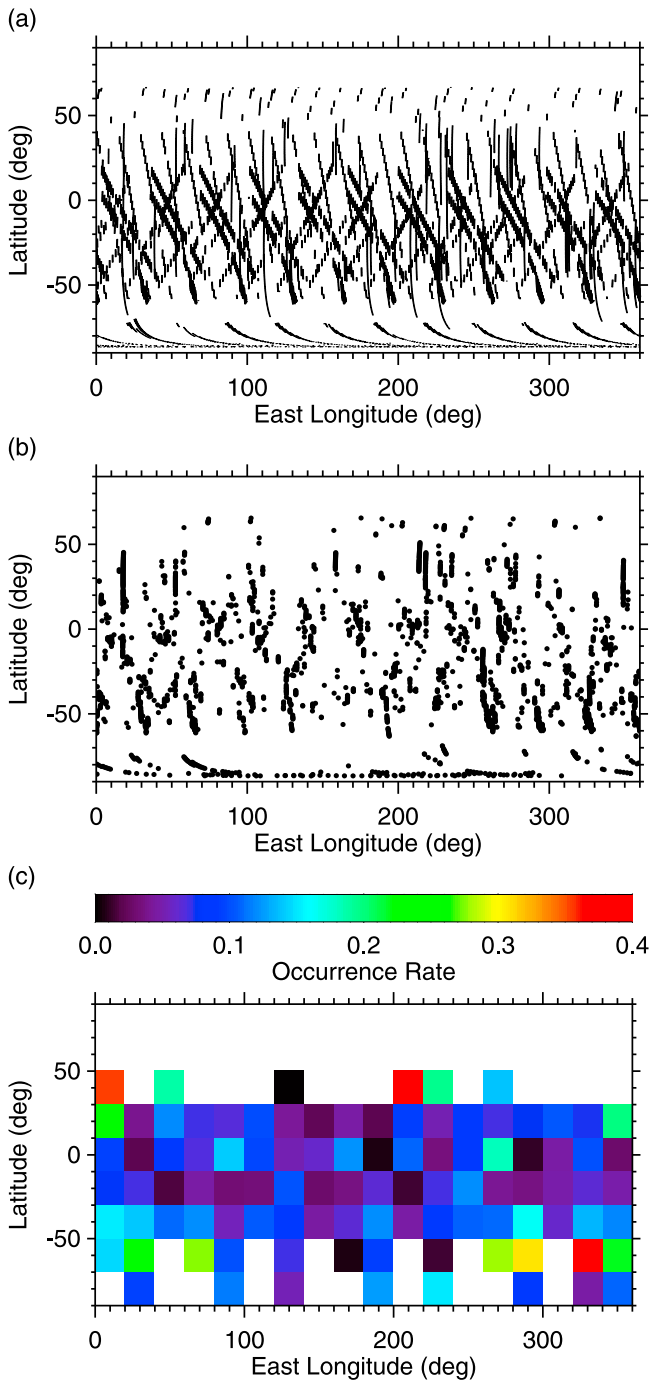 (a)
50
0
-50
Latitude (deg)
0 100 200 300
East Longitude (deg)
(b)
50
0
-50
Latitude (deg)
0 100 200 300
East Longitude (deg)
(c)
0.0 0.1 0.2 0.3 0.4
Occurrence Rate
50
0
-50
Latitude (deg)
0 100 200 300
East Longitude (deg)